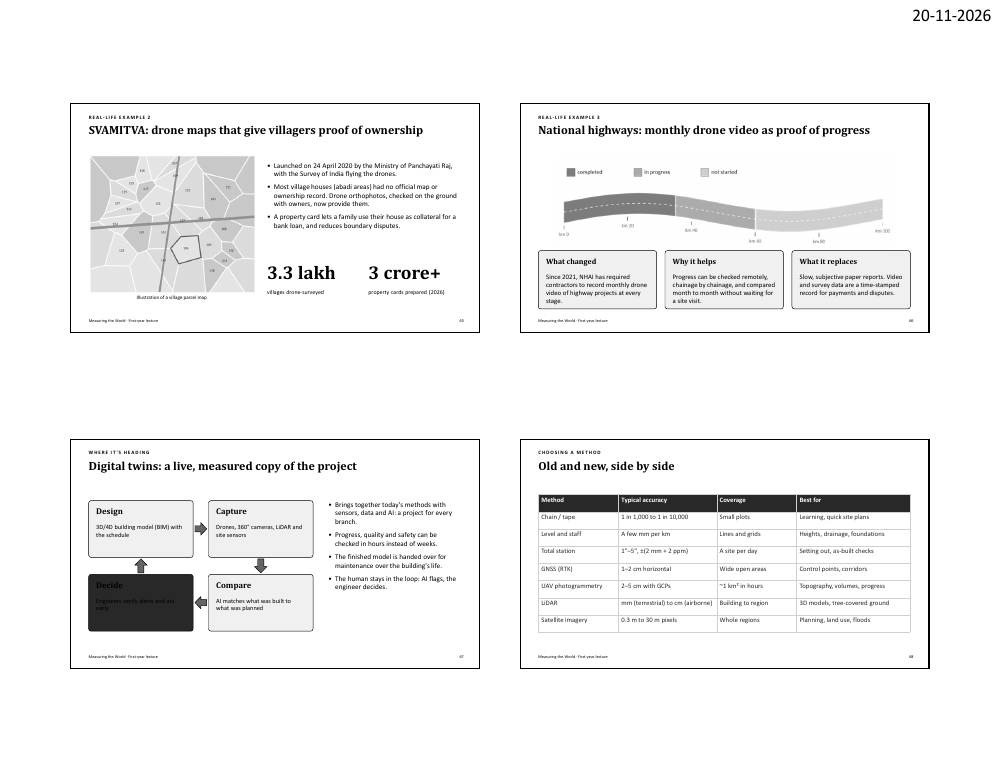 20-11-2026
REAL-LIFE EXAMPLE 2
SVAMITVA: drone maps that give villagers proof of ownership
• Launched on 24 April 2020 by the Ministry of Panchayati Raj,
with the Survey of India flying the drones.
• Most village houses (abadi areas) had no official map or
ownership record. Drone orthophotos, checked on the ground
with owners, now provide them.
• A property card lets a family use their house as collateral for a
bank loan, and reduces boundary disputes.
3.3 lakh
villages drone-surveyed
3 crore+
property cards prepared (2026)
Illustration of a village parcel map
Measuring the World · First-year lecture
65
REAL-LIFE EXAMPLE 3
National highways: monthly drone video as proof of progress
completed
in progress
not started
km 0
km 20
km 40
km 60
km 80
km 100
What changed
Since 2021, NHAI has required
contractors to record monthly drone
video of highway projects at every
stage.
Why it helps
Progress can be checked remotely,
chainage by chainage, and compared
month to month without waiting for
a site visit.
What it replaces
Slow, subjective paper reports. Video
and survey data are a time-stamped
record for payments and disputes.
Measuring the World · First-year lecture
66
WHERE IT'S HEADING
Digital twins: a live, measured copy of the project
Design
3D/4D building model (BIM) with
the schedule
Capture
Drones, 360° cameras, LiDAR and
site sensors
Decide
Engineers verify alerts and act
early
Compare
AI matches what was built to
what was planned
• Brings together today's methods with
sensors, data and AI: a project for every
branch.
• Progress, quality and safety can be
checked in hours instead of weeks.
• The finished model is handed over for
maintenance over the building's life.
• The human stays in the loop: AI flags, the
engineer decides.
Measuring the World · First-year lecture
67
CHOOSING A METHOD
Old and new, side by side
Method Typical accuracy Coverage Best for
Chain / tape 1 in 1,000 to 1 in 10,000 Small plots Learning, quick site plans
Level and staff A few mm per km Lines and grids Heights, drainage, foundations
Total station 1″–5″, ±(2 mm + 2 ppm) A site per day Setting out, as-built checks
GNSS (RTK) 1–2 cm horizontal Wide open areas Control points, corridors
UAV photogrammetry 2–5 cm with GCPs ~1 km² in hours Topography, volumes, progress
LiDAR mm (terrestrial) to cm (airborne) Building to region 3D models, tree-covered ground
Satellite imagery 0.3 m to 30 m pixels Whole regions Planning, land use, floods
Measuring the World · First-year lecture
68